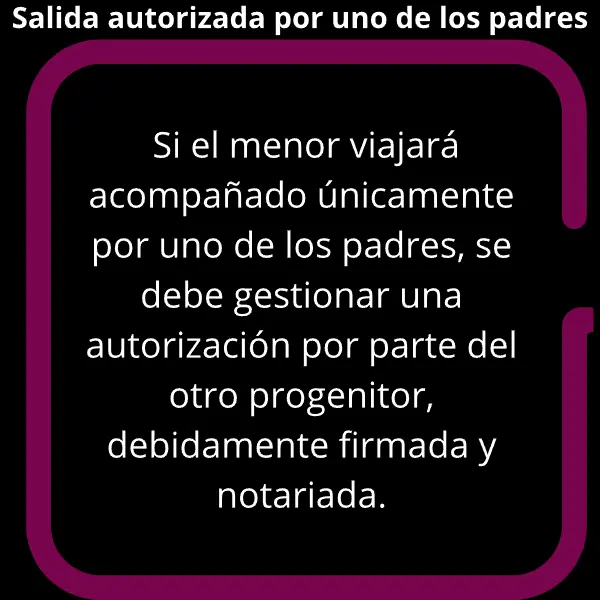 Salida autorizada por uno de los padres
Si el menor viajará
acompañado únicamente
por uno de los padres, se
debe gestionar una
autorización por parte del
otro progenitor,
debidamente firmada y
notariada.